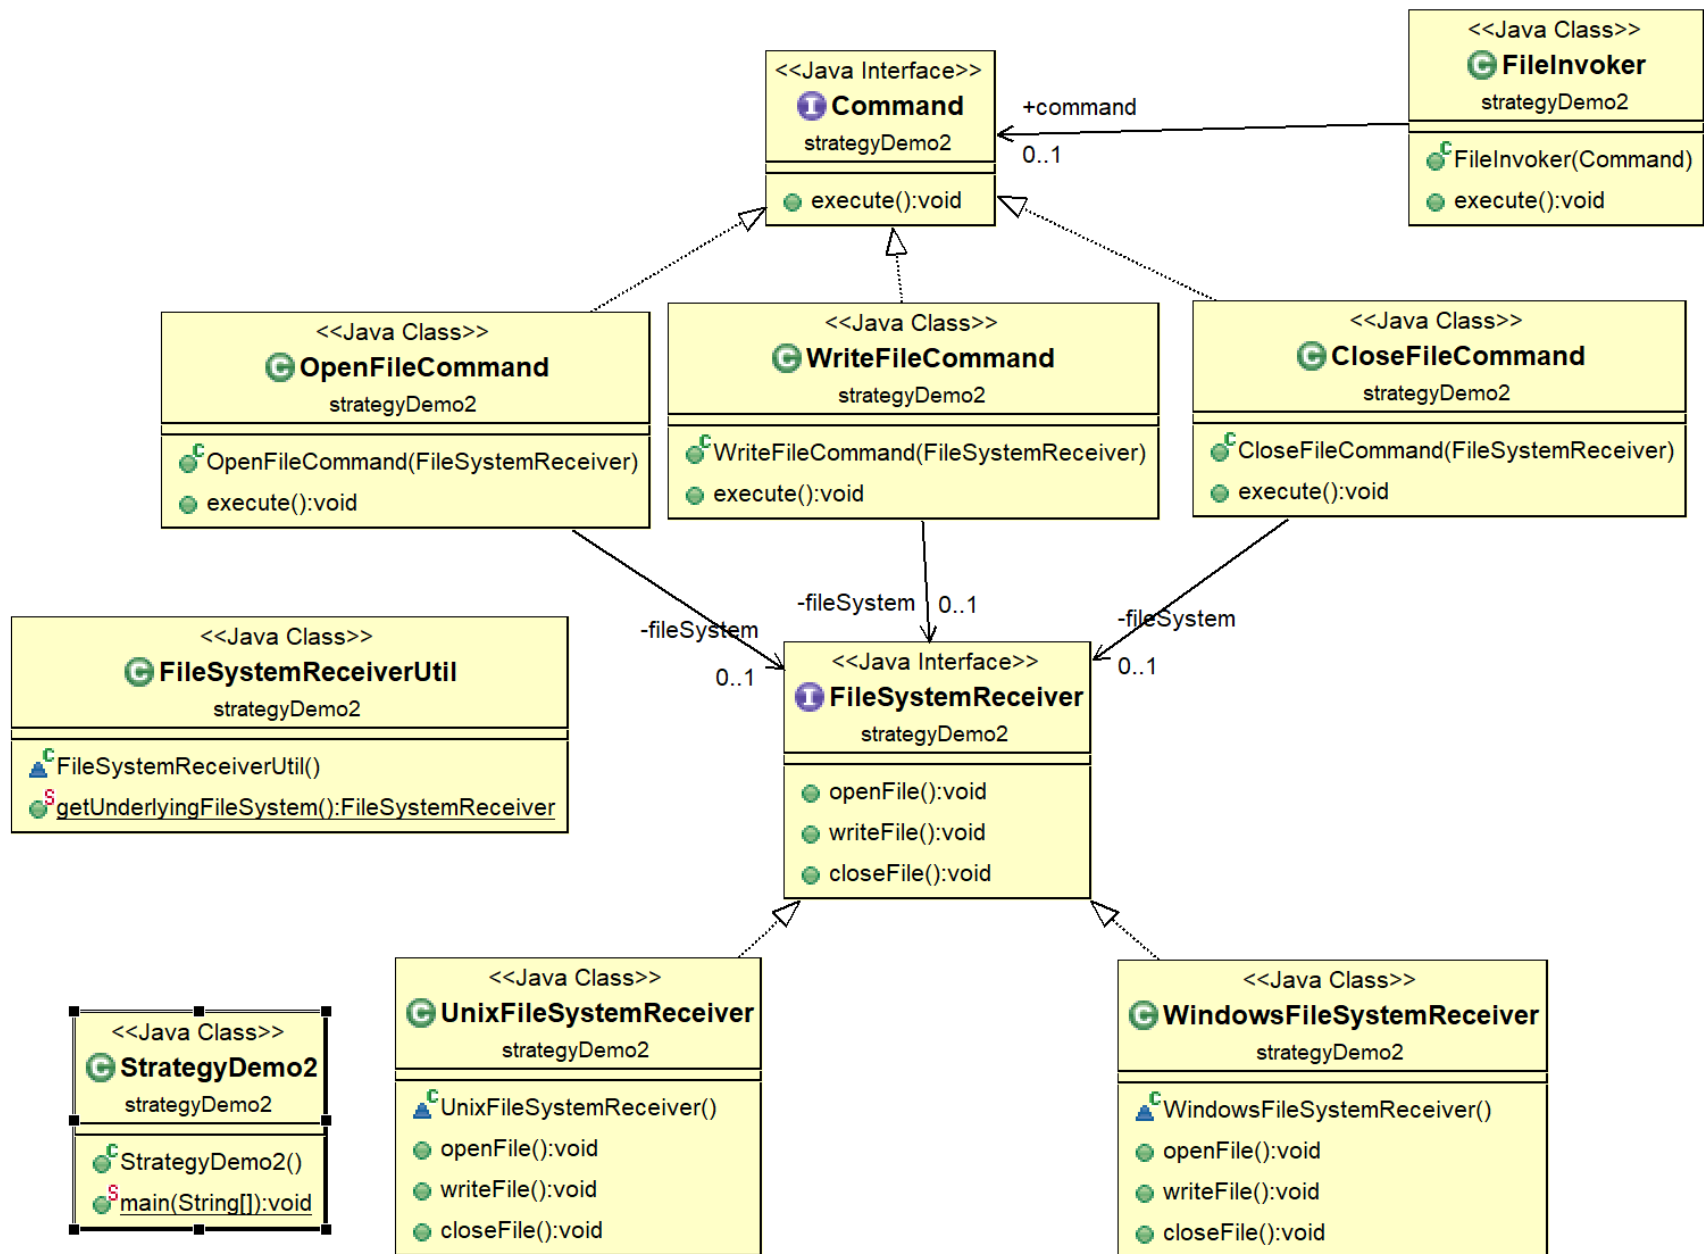 <<Java Class>>
FileInvoker
strategyDemo2
FileInvoker(Command)
execute():void
<<Java Interface>>
Command
strategyDemo2
execute():void
+command
0..1
<<Java Class>>
OpenFileCommand
strategyDemo2
OpenFileCommand(FileSystemReceiver)
execute():void
<<Java Class>>
WriteFileCommand
strategyDemo2
WriteFileCommand(FileSystemReceiver)
execute():void
<<Java Class>>
CloseFileCommand
strategyDemo2
CloseFileCommand(FileSystemReceiver)
execute():void
-fileSystem
0..1
-fileSystem
0..1
-fileSystem
0..1
<<Java Class>>
FileSystemReceiverUtil
strategyDemo2
FileSystemReceiverUtil()
getUnderlyingFileSystem():FileSystemReceiver
<<Java Interface>>
FileSystemReceiver
strategyDemo2
openFile():void
writeFile():void
closeFile():void
<<Java Class>>
StrategyDemo2
strategyDemo2
StrategyDemo2()
main(String[]):void
<<Java Class>>
UnixFileSystemReceiver
strategyDemo2
UnixFileSystemReceiver()
openFile():void
writeFile():void
closeFile():void
<<Java Class>>
WindowsFileSystemReceiver
strategyDemo2
WindowsFileSystemReceiver()
openFile():void
writeFile():void
closeFile():void